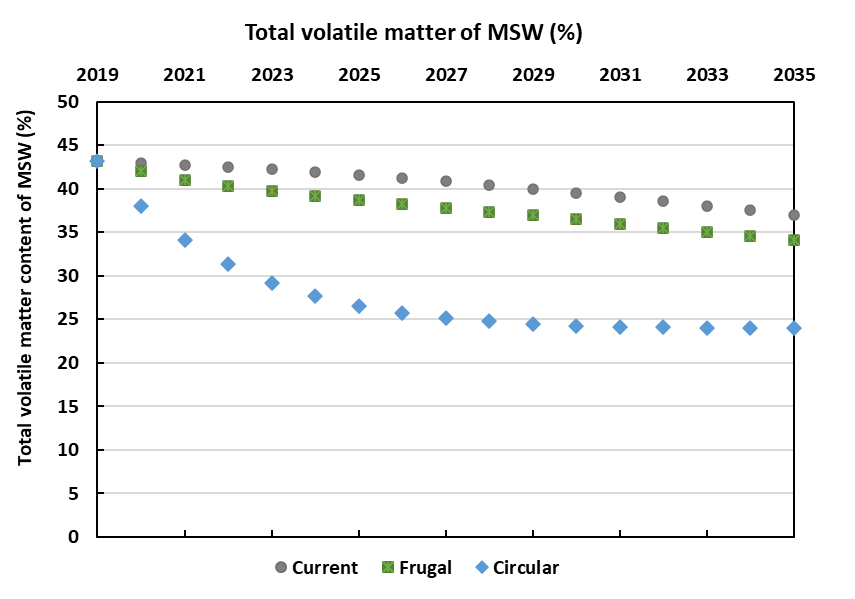 Total volatile matter of MSW (%)
2019 2021 2023 2025 2027 2029 2031 2033 2035
Total volatile matter content of MSW (%)
50
45
40
35
30
25
20
15
10
5
0
Current Frugal Circular